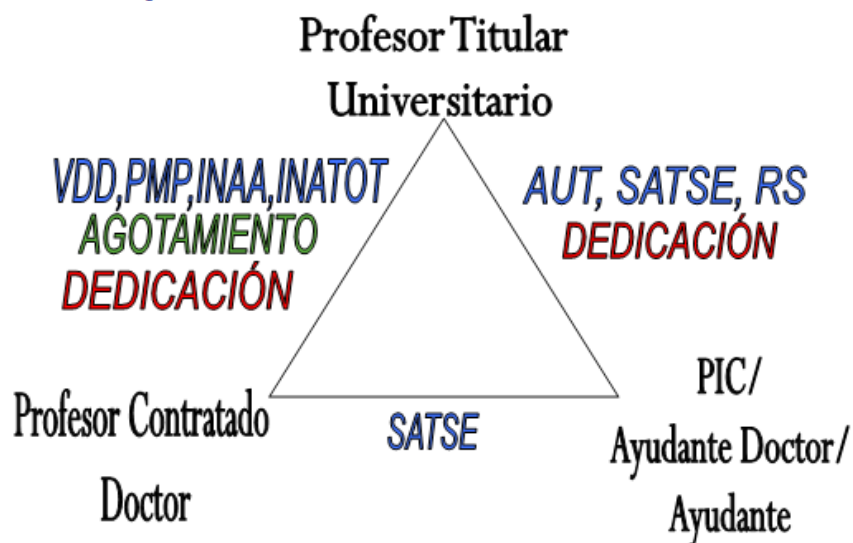 Profesor Titular
Universitario
VDD,PMP,INAA,INATOT
AGOTAMIENTO
DEDICACIÓN
AUT, SATSE, RS
DEDICACIÓN
Profesor Contratado
Doctor
SATSE
PIC/
Ayudante Doctor/
Ayudante